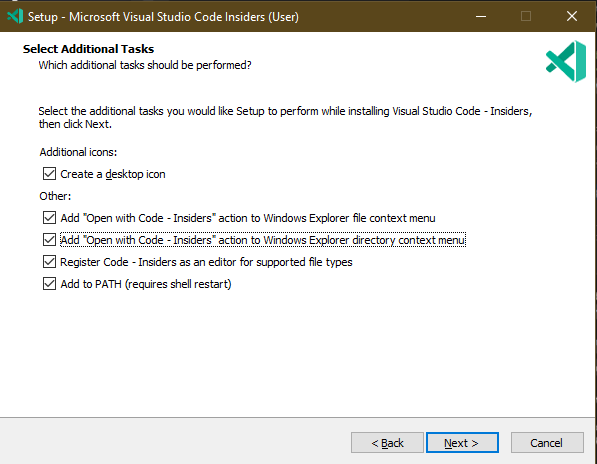 Setup - Microsoft Visual Studio Code Insiders (User)
Select Additional Tasks
Which additional tasks should be performed?
Select the additional tasks you would like Setup to perform while installing Visual Studio Code - Insiders,
then click Next.
Additional icons:
Create a desktop icon
Other:
Add "Open with Code - Insiders" action to Windows Explorer file context menu
Add "Open with Code - Insiders" action to Windows Explorer directory context menu
Register Code - Insiders as an editor for supported file types
Add to PATH (requires shell restart)
< Back
Next >
Cancel